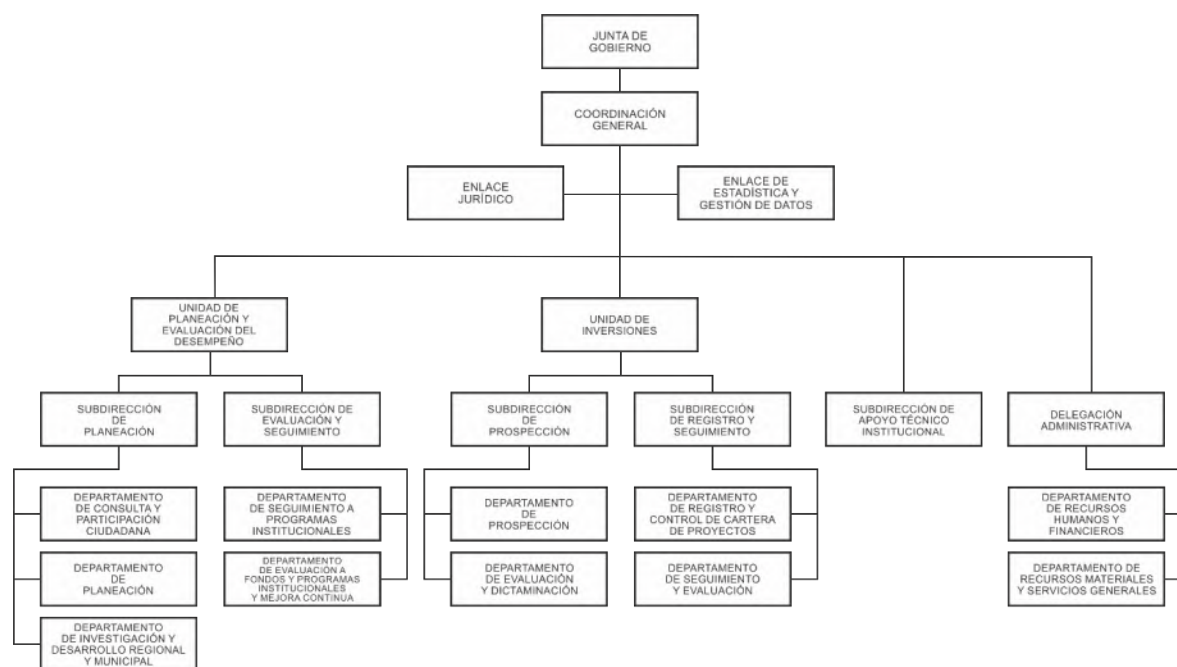 JUNTA DE
GOBIERNO
COORDINACIÓN
GENERAL
ENLACE
JURÍDICO
ENLACE DE
ESTADÍSTICA Y
GESTIÓN DE DATOS
UNIDAD DE
PLANEACIÓN Y
EVALUACIÓN DEL
DESEMPEÑO
UNIDAD DE
INVERSIONES
SUBDIRECCIÓN
DE
PLANEACIÓN
SUBDIRECCIÓN DE
EVALUACIÓN Y
SEGUIMIENTO
SUBDIRECCIÓN
DE
PROSPECCIÓN
SUBDIRECCIÓN
DE REGISTRO Y
SEGUIMIENTO
SUBDIRECCIÓN DE
APOYO TÉCNICO
INSTITUCIONAL
DELEGACIÓN
ADMINISTRATIVA
DEPARTAMENTO
DE CONSULTA Y
PARTICIPACIÓN
CIUDADANA
DEPARTAMENTO
DE SEGUIMIENTO A
PROGRAMAS
INSTITUCIONALES
DEPARTAMENTO
DE
PROSPECCIÓN
DEPARTAMENTO
DE REGISTRO Y
CONTROL DE CARTERA
DE PROYECTOS
DEPARTAMENTO
DE RECURSOS
HUMANOS Y
FINANCIEROS
DEPARTAMENTO
DE
PLANEACIÓN
DEPARTAMENTO
DE EVALUACIÓN A
FONDOS Y PROGRAMAS
INSTITUCIONALES
Y MEJORA CONTINUA
DEPARTAMENTO
DE EVALUACIÓN
Y DICTAMINACIÓN
DEPARTAMENTO
DE SEGUIMIENTO
Y EVALUACIÓN
DEPARTAMENTO DE
RECURSOS MATERIALES
Y SERVICIOS GENERALES
DEPARTAMENTO
DE INVESTIGACIÓN Y
DESARROLLO REGIONAL
Y MUNICIPAL